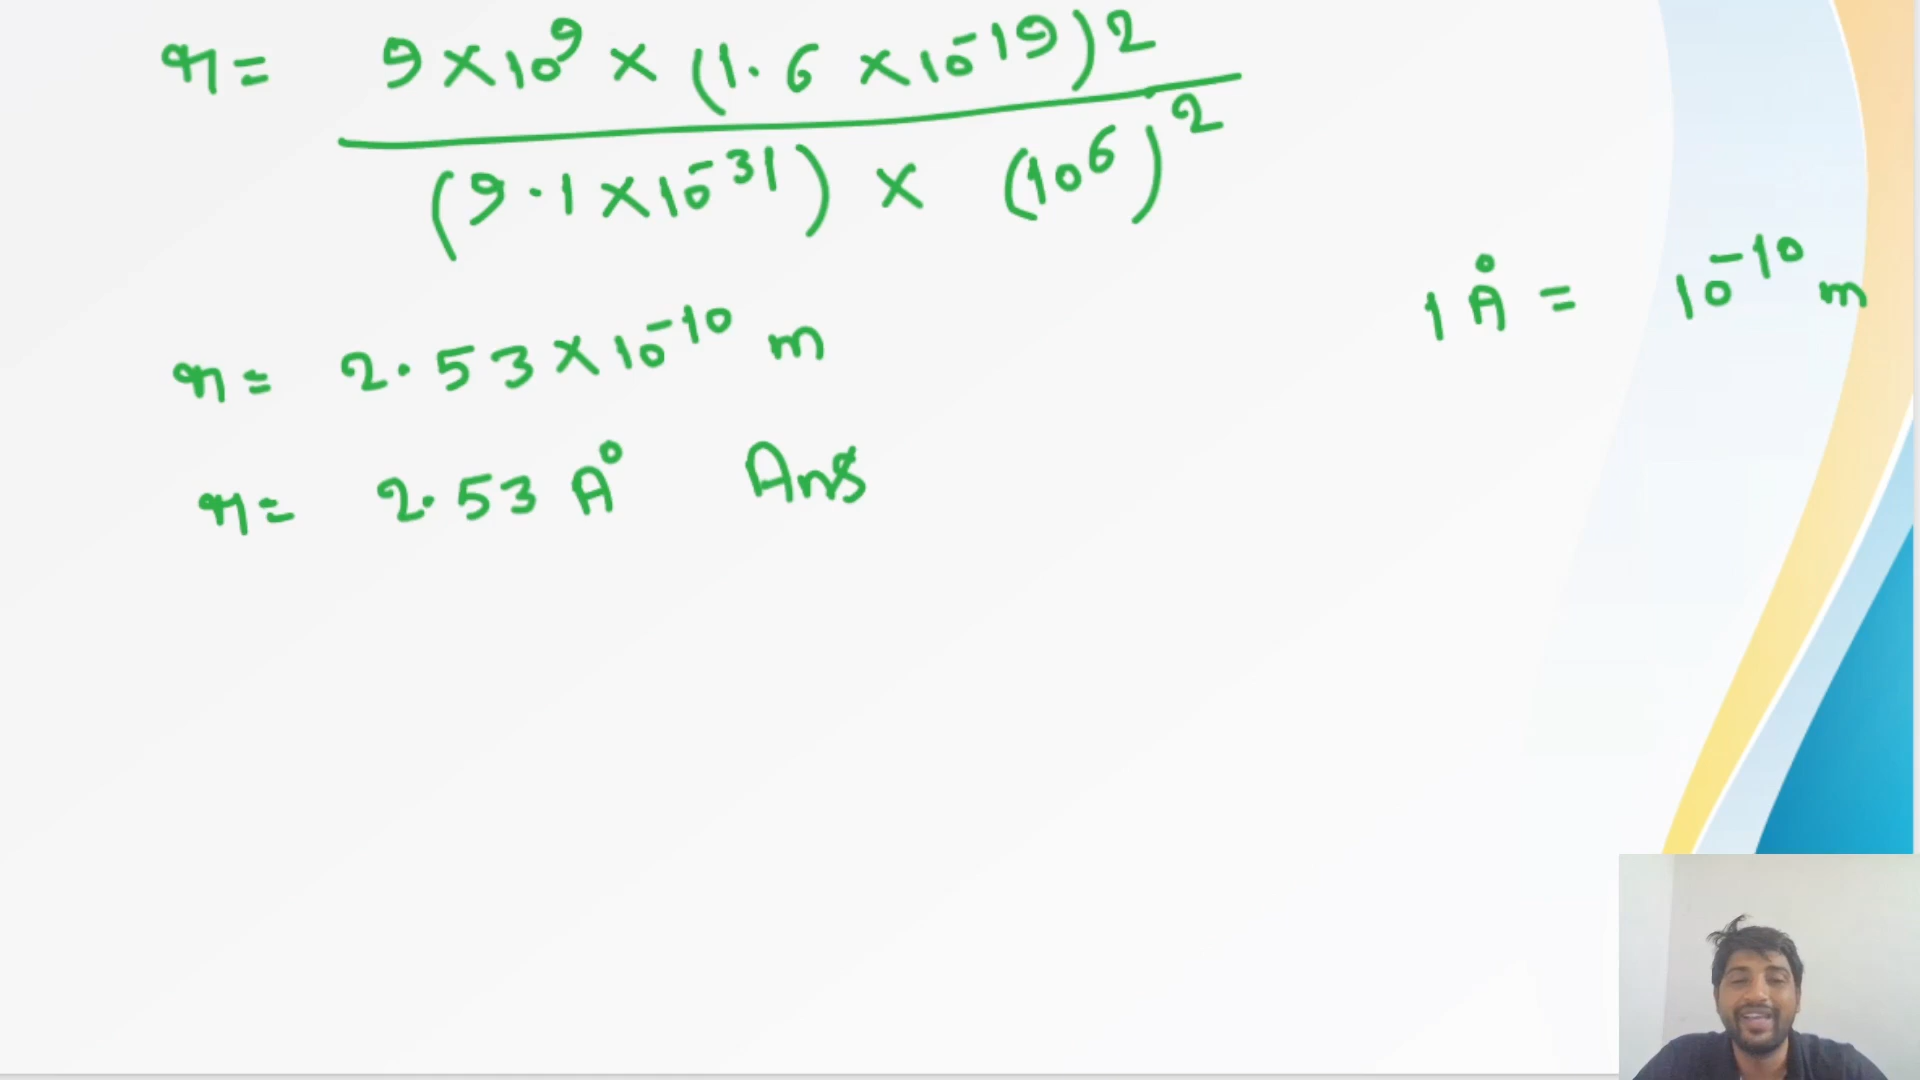 r = 9×10⁹ × (1.6 ×10⁻¹⁹)²
(9.1×10⁻³¹) × (10⁶)²
1 Å = 10⁻¹⁰ m
r = 2.53×10⁻¹⁰ m
r = 2.53 A° Ans